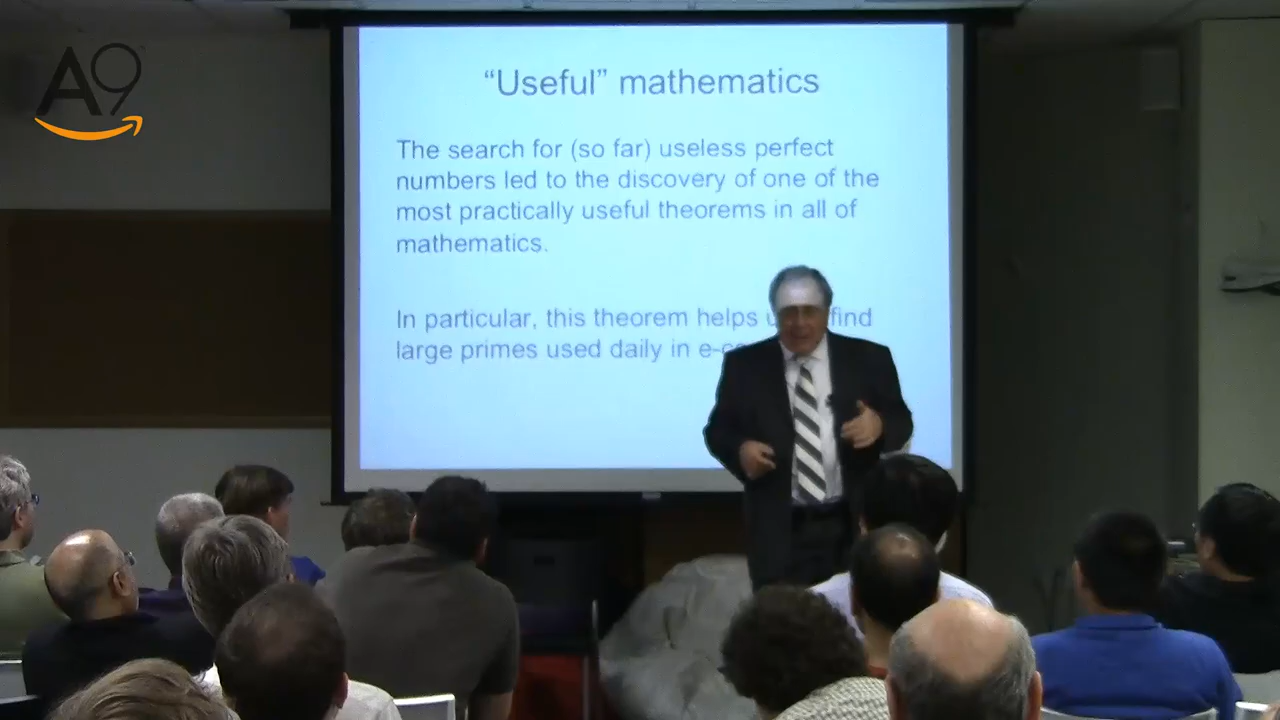 A9
“Useful” mathematics
The search for (so far) useless perfect
numbers led to the discovery of one of the
most practically useful theorems in all of
mathematics.
In particular, this theorem helps find
large primes used daily in